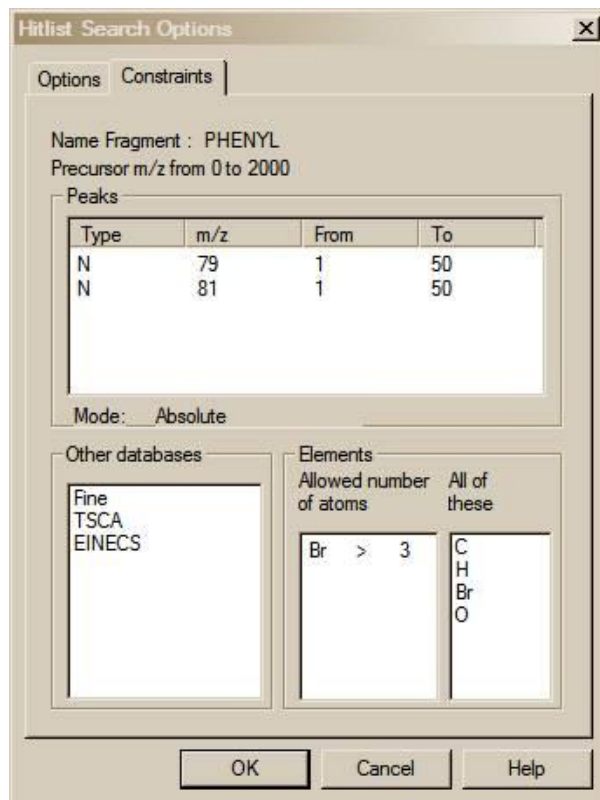 Hitlist Search Options
Options Constraints
Name Fragment : PHENYL
Precursor m/z from 0 to 2000
Peaks
Type m/z From To
N 79 1 50
N 81 1 50
Mode: Absolute
Other databases
Fine
TSCA
EINECS
Elements
Allowed number All of
of atoms these
Br > 3
C
H
Br
O
OK Cancel Help